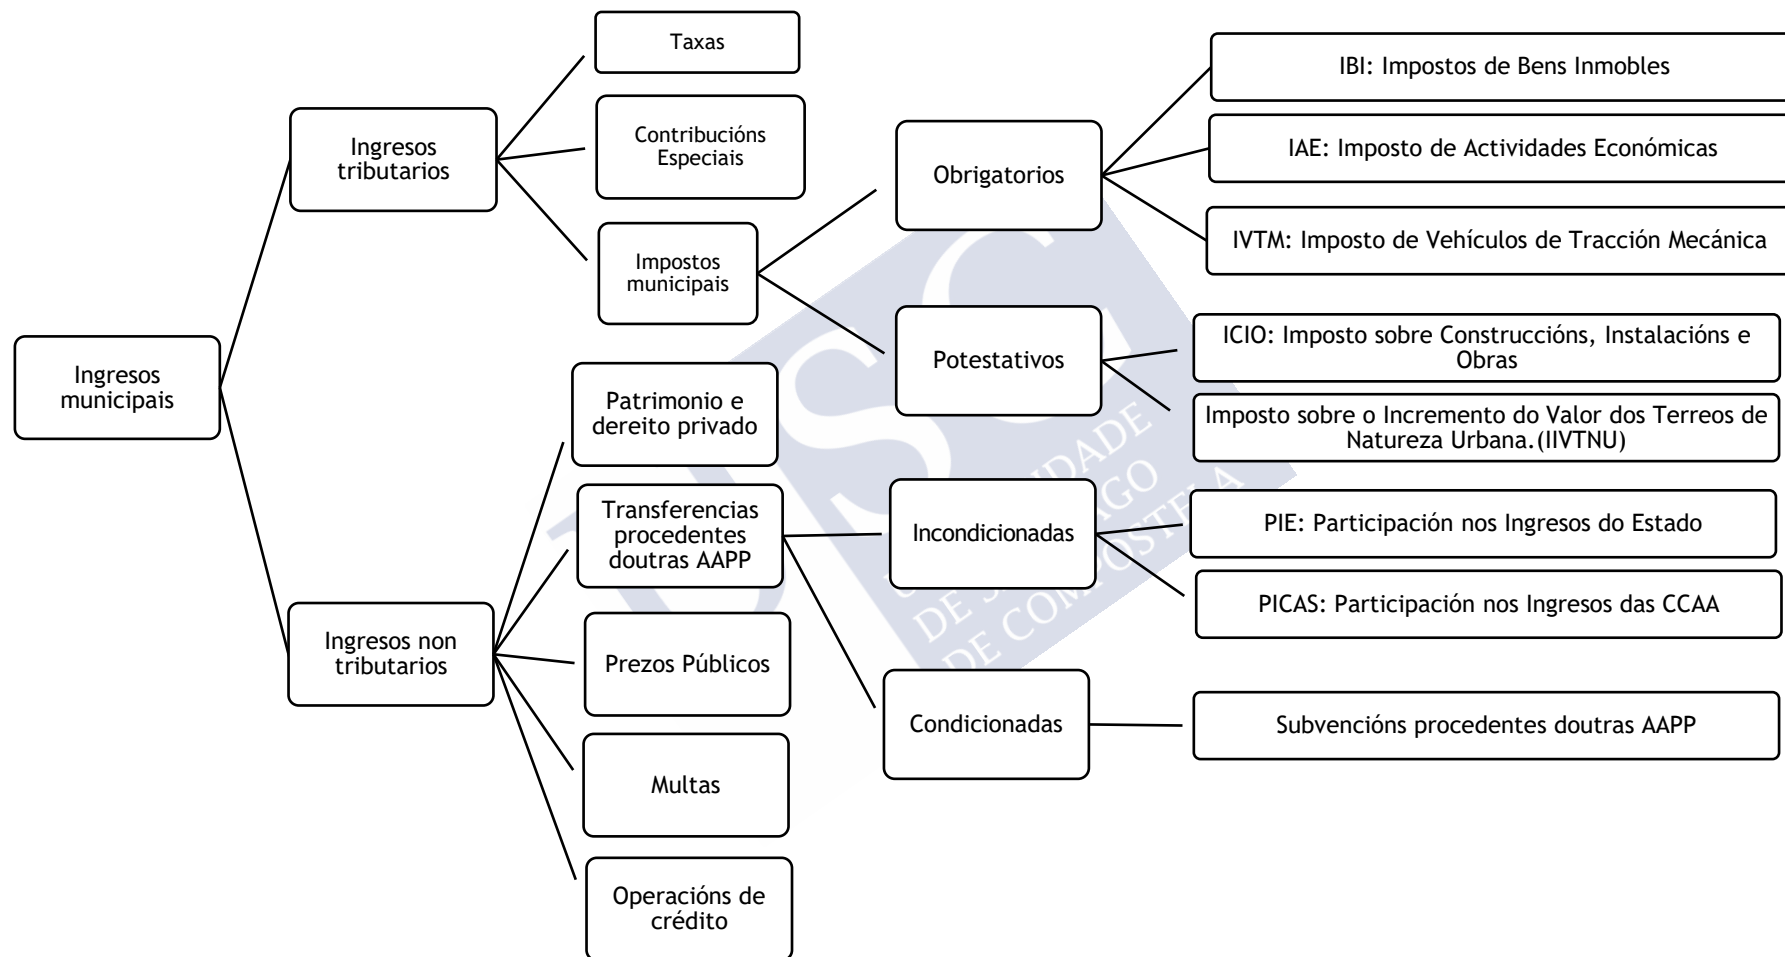 Ingresos
municipais
Ingresos
tributarios
Taxas
Contribucións
Especiais
Impostos
municipais
Obrigatorios
IBI: Impostos de Bens Inmobles
IAE: Imposto de Actividades Económicas
IVTM: Imposto de Vehículos de Tracción Mecánica
Potestativos
ICIO: Imposto sobre Construccións, Instalacións e
Obras
Imposto sobre o Incremento do Valor dos Terreos de
Natureza Urbana.(IIVTNU)
Ingresos non
tributarios
Patrimonio e
dereito privado
Transferencias
procedentes
doutras AAPP
Incondicionadas
PIE: Participación nos Ingresos do Estado
PICAS: Participación nos Ingresos das CCAA
Condicionadas
Subvencións procedentes doutras AAPP
Prezos Públicos
Multas
Operacións de
crédito